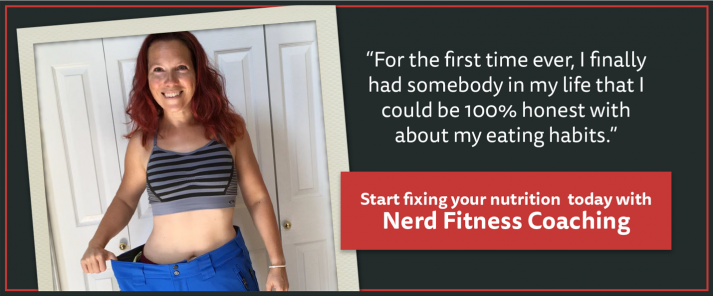 “For the first time ever, I finally
had somebody in my life that I
could be 100% honest with
about my eating habits.”
Start fixing your nutrition today with
Nerd Fitness Coaching